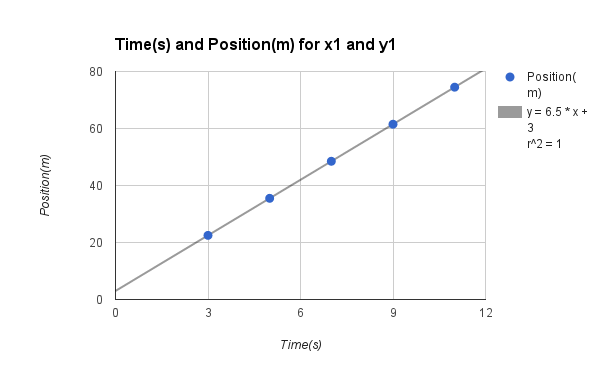 Time(s) and Position(m) for x1 and y1
80
60
40
20
0
Position(m)
0 3 6 9 12
Time(s)
Position(
m)
y = 6.5 * x +
3
r^2 = 1